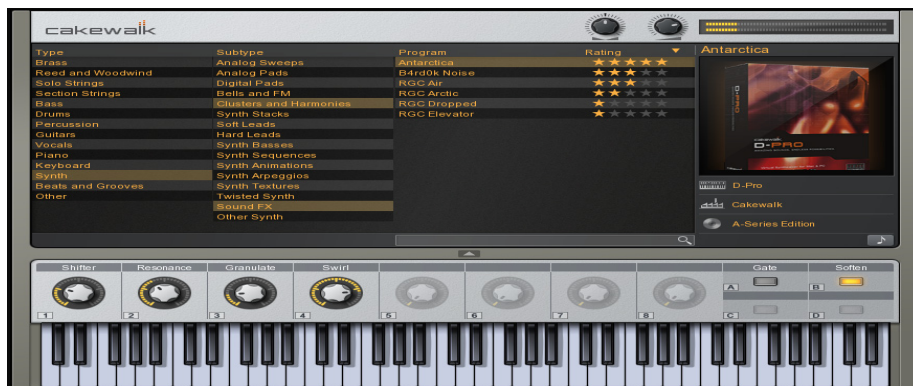 cakewalk
Type Subtype Program Rating Antarctica
Brass Analog Sweeps Antarctica
Reed and Woodwind Analog Pads B4rd0k Noise
Solo Strings Digital Pads RGC Air
Section Strings Bells and FM RGC Arctic
Bass Clusters and Harmonies RGC Dropped
Drums Synth Stacks RGC Elevator
Percussion Soft Leads
Guitars Hard Leads
Vocals Synth Basses
Piano Synth Sequences
Keyboard Synth Animations
Synth Synth Arpeggios
Beats and Grooves Synth Textures
Other Twisted Synth
Sound FX
Other Synth
cakewalk
D-PRO
D-Pro
Cakewalk
A-Series Edition
Shifter Resonance Granulate Swirl Gate Soften
A B
1 2 3 4 5 6 7 8 C D